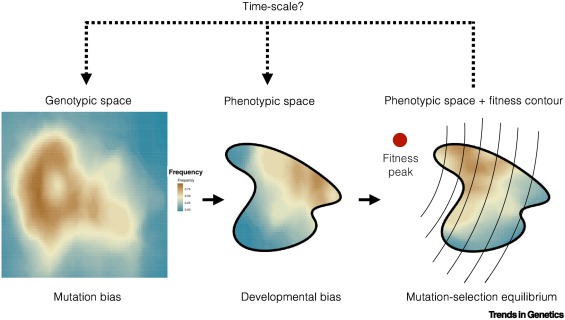 Time-scale?
Genotypic space
Phenotypic space
Phenotypic space + fitness contour
Fitness
peak
Frequency
Frequency
Mutation bias
Developmental bias
Mutation-selection equilibrium
Trends in Genetics